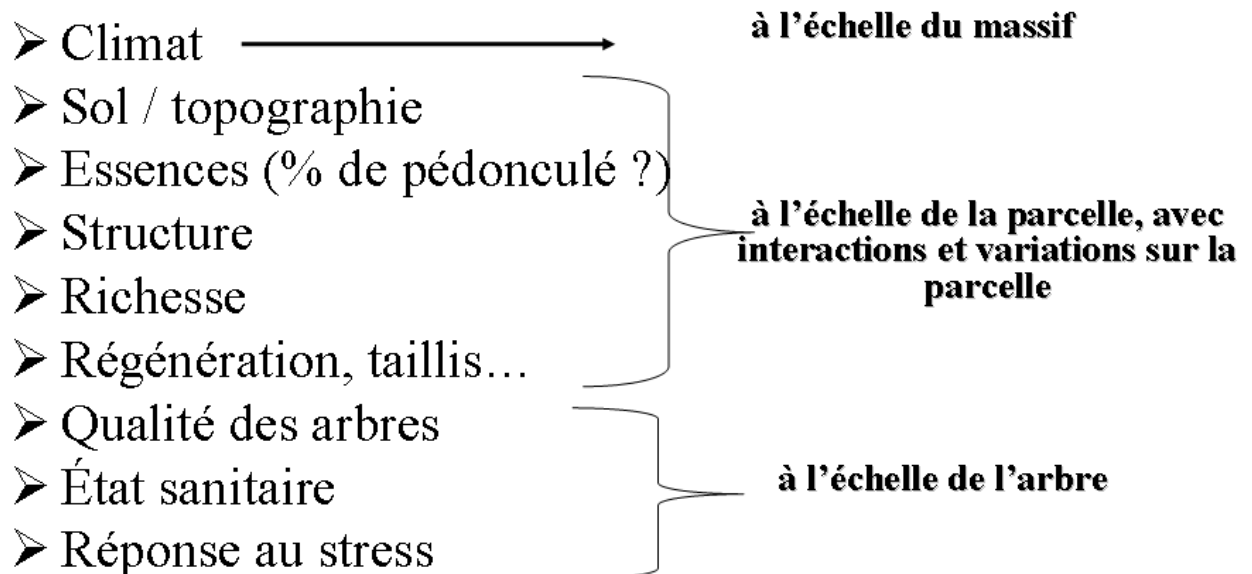 ➢ Climat
à l’échelle du massif
➢ Sol / topographie
➢ Essences (% de pédonculé ?)
➢ Structure
➢ Richesse
➢ Régénération, taillis…
à l’échelle de la parcelle, avec
interactions et variations sur la
parcelle
➢ Qualité des arbres
➢ État sanitaire
➢ Réponse au stress
à l’échelle de l’arbre